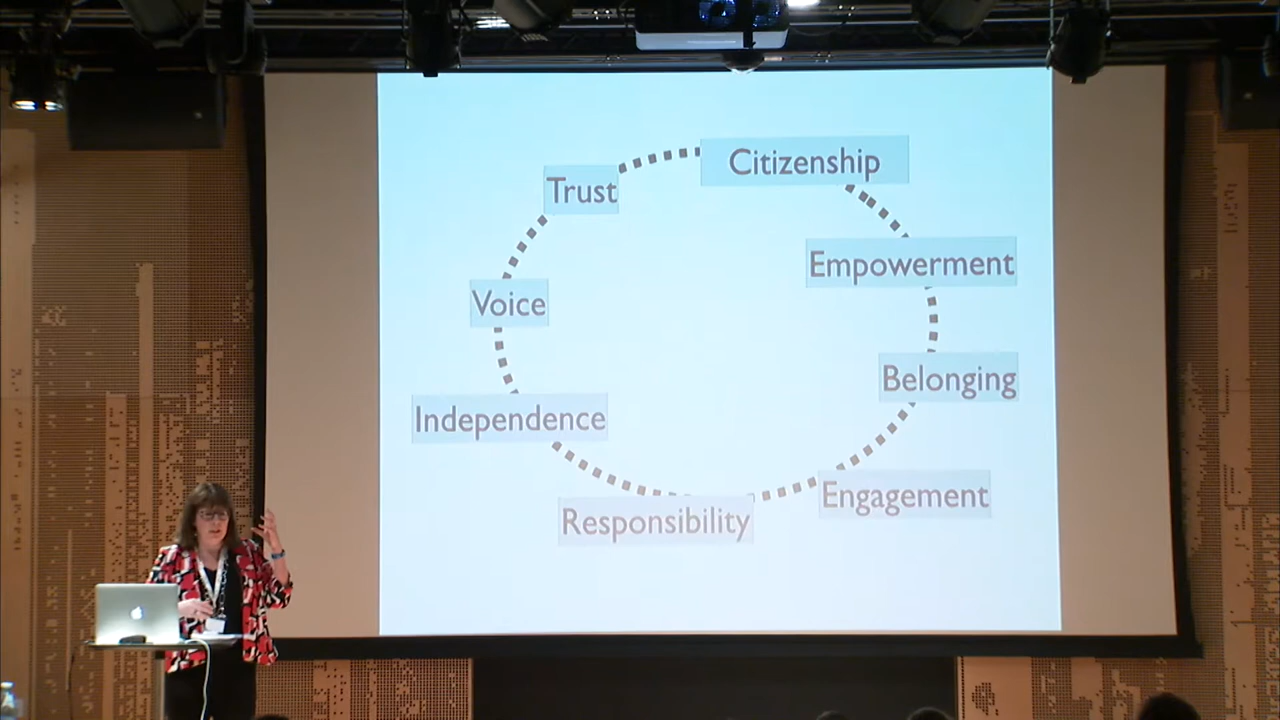 Citizenship
Trust
Empowerment
Voice
Belonging
Independence
Engagement
Responsibility